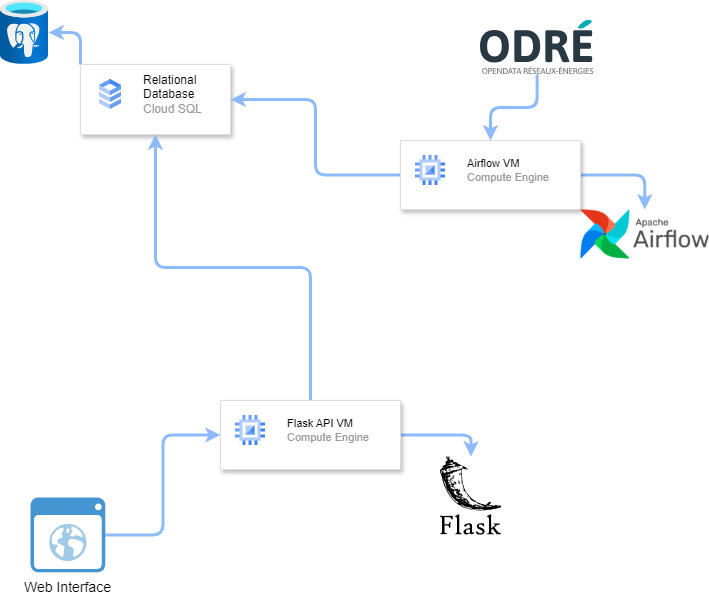 ODRÉ
OPENDATA RÉSEAUX-ÉNERGIES
Relational
Database
Cloud SQL
Airflow VM
Compute Engine
Apache
Airflow
Flask API VM
Compute Engine
Flask
Web Interface